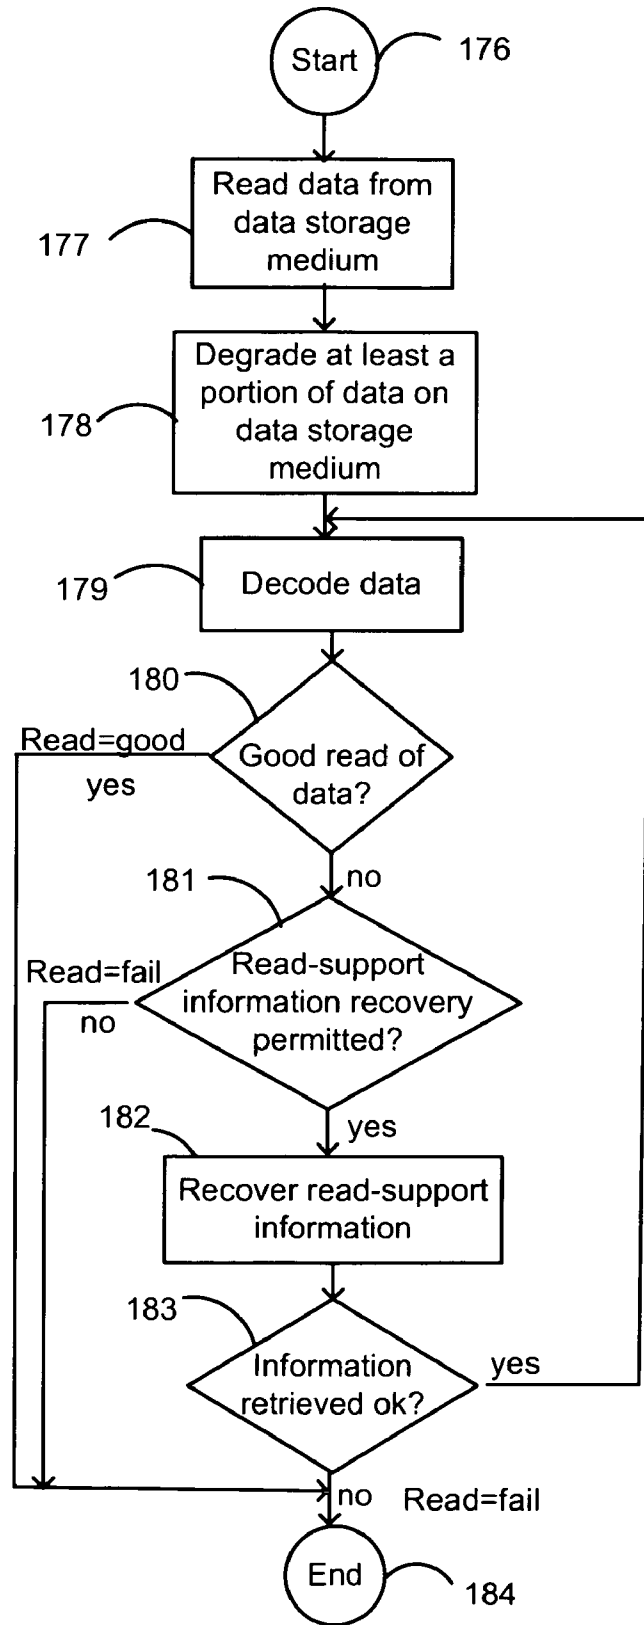 Start
176
Read data from
data storage
medium
177
Degrade at least a
portion of data on
data storage
medium
178
Decode data
179
180
Read=good
yes
Good read of
data?
no
181
Read=fail
no
Read-support
information recovery
permitted?
yes
182
Recover read-support
information
183
Information
retrieved ok?
yes
no
Read=fail
End
184